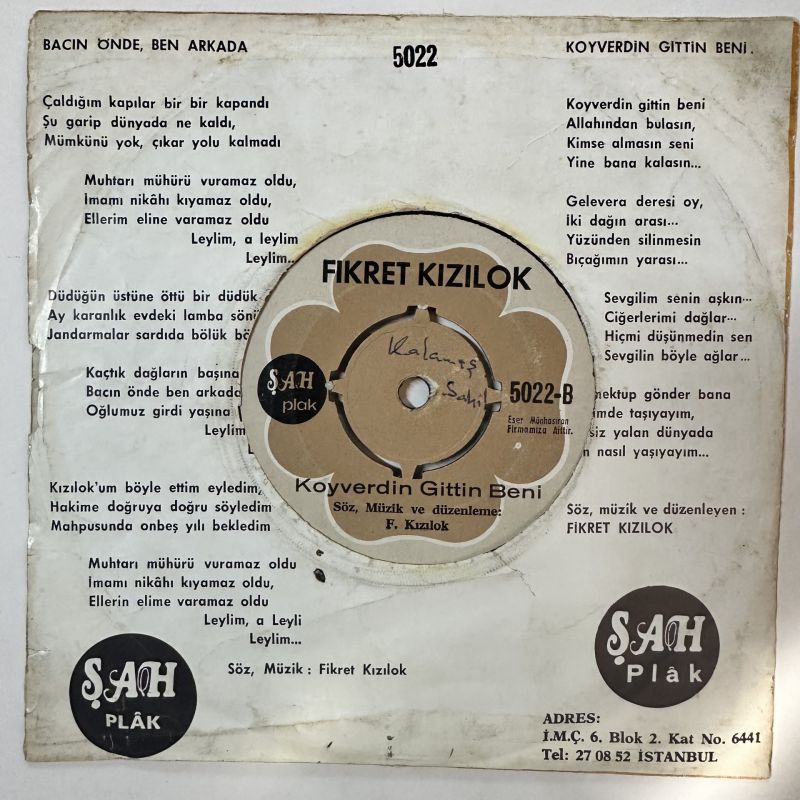 BACIN ÖNDE, BEN ARKADA
5022
KOYVERDİN GİTTİN BENİ.
Çaldığım kapılar bir bir kapandı
Şu garip dünyada ne kaldı,
Mümkünü yok, çıkar yolu kalmadı
Muhtarı mühürü vuramaz oldu,
İmamı nikâhı kıyamaz oldu,
Ellerim eline varamaz oldu
Leylim, a leylim
Leylim..
Düdüğün üstüne öttü bir düdük
Ay karanlık evdeki lamba
Jandarmalar sardıda bölük
Kaçtık dağların başına
Bacın önde ben arkada
Oğlumuz girdi yaşına
Leylim,
Kızılok'um böyle ettim eyledim,
Hakime doğruya doğru söyledim
Mahpusunda onbeş yılı bekledim
Muhtarı mühürü vuramaz oldu
İmamı nikâhı kıyamaz oldu,
Ellerin elime varamaz oldu
Leylim, a Leyli
Leylim...
Söz, Müzik : Fikret Kızılok
ŞAH
PLÂK
Koyverdin gittin beni
Allahından bulasın,
Kimse almasın seni
Yine bana kalasın...
Gelevera deresi oy,
İki dağın arası...
Yüzünden silinmesin
Bıçağımın yarası...
Sevgilim senin aşkın...
Ciğerlerimi dağlar...
Hiçmi düşünmedin sen
Sevgilin böyle ağlar...
mektup gönder bana
taşıyayım,
yalan dünyada
nasıl yaşıyayım...
Söz, müzik ve düzenleyen :
FİKRET KIZILOK
ŞAH
Plâk
ADRES:
İ.M.Ç. 6. Blok 2. Kat No. 6441
Tel: 27 08 52 İSTANBUL
FİKRET KIZILOK
Kalamış
Sahil
ŞAH
plak
5022-B
Eser Münhasıran
Firmamıza Aittir.
Koyverdin Gittin Beni
Söz, Müzik ve düzenleme:
F. Kızılok